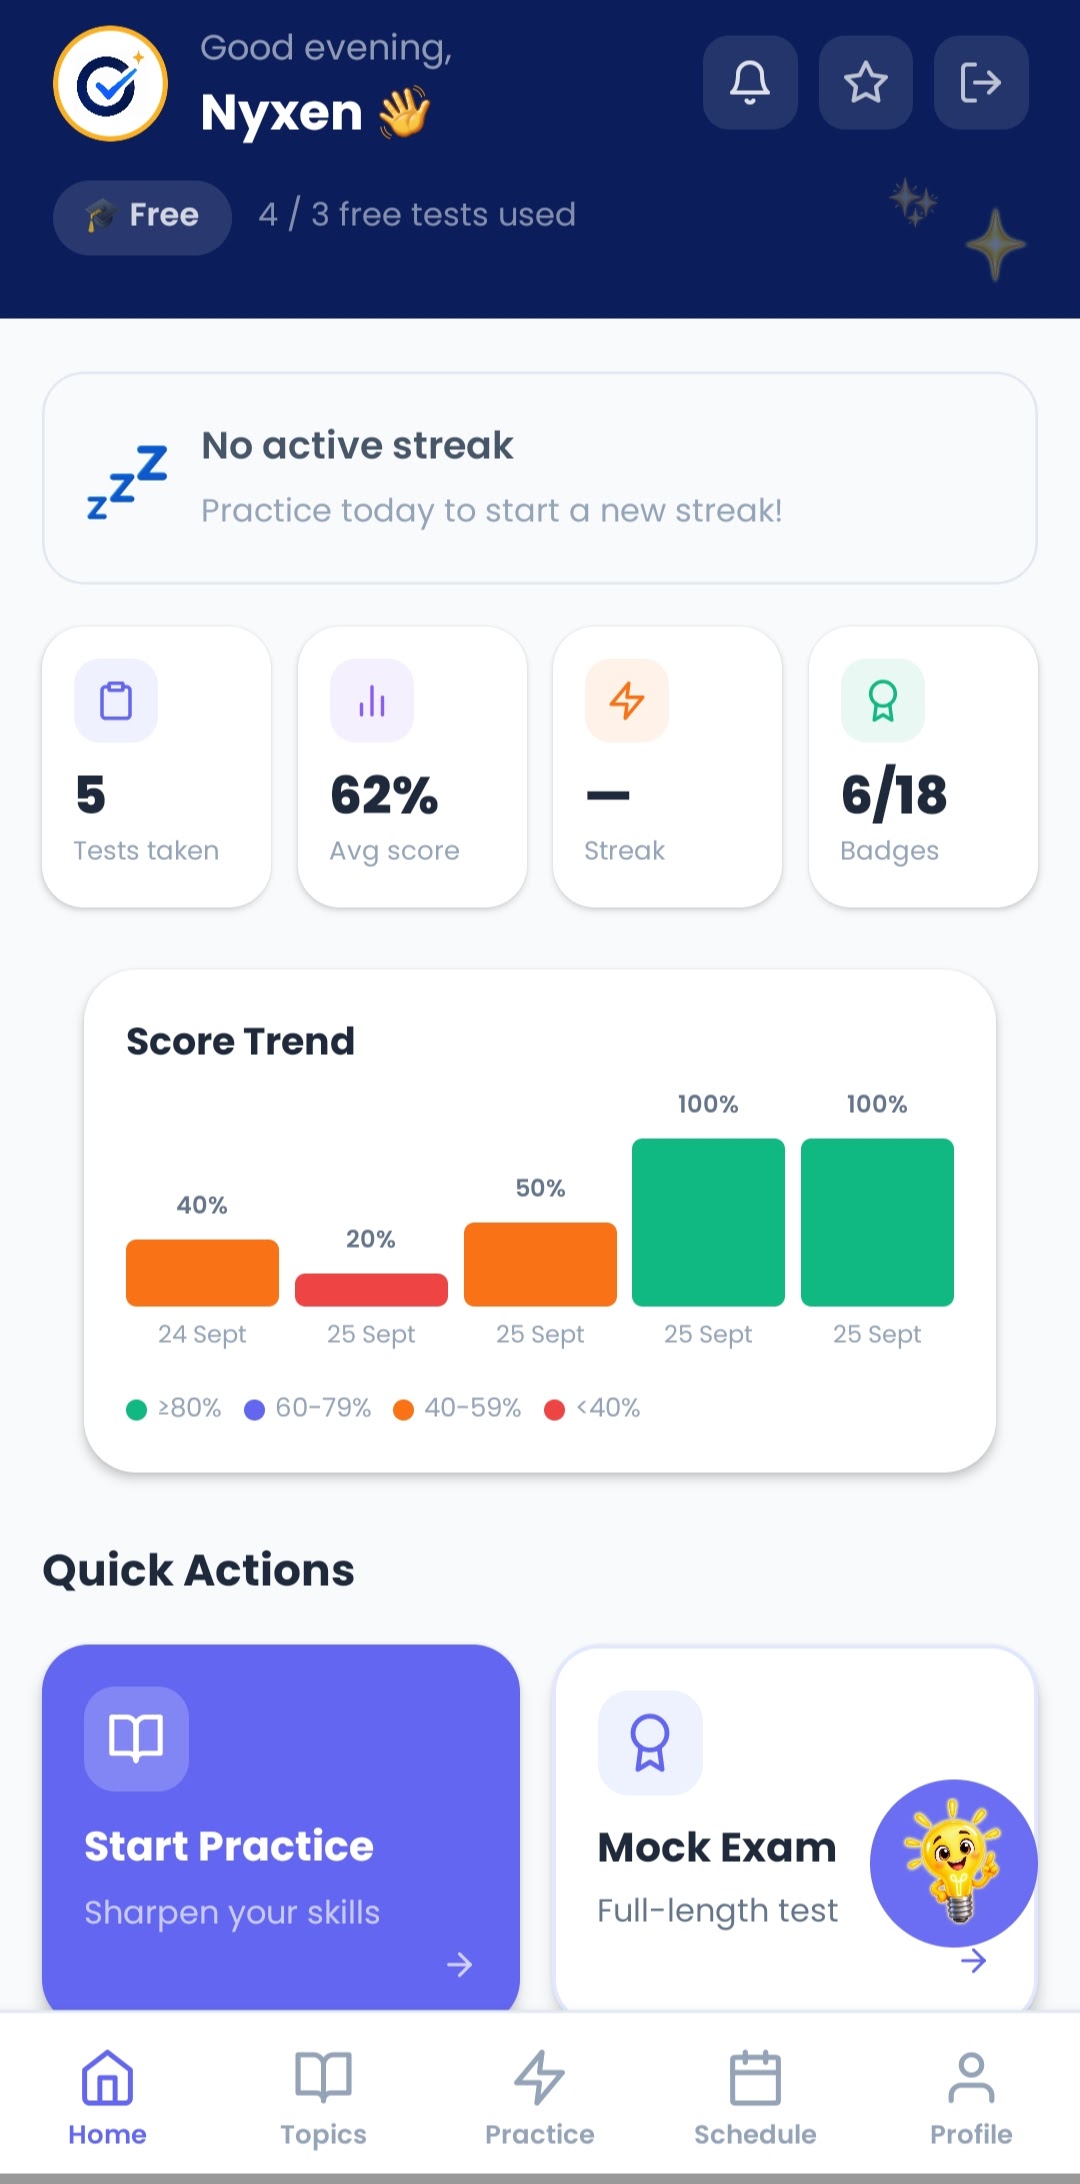 Good evening,
Nyxen 👋
🎓 Free
4 / 3 free tests used
No active streak
Practice today to start a new streak!
5
Tests taken
62%
Avg score
—
Streak
6/18
Badges
Score Trend
40%
20%
50%
100%
100%
24 Sept
25 Sept
25 Sept
25 Sept
25 Sept
≥80%
60-79%
40-59%
<40%
Quick Actions
Start Practice
Sharpen your skills
Mock Exam
Full-length test
Home
Topics
Practice
Schedule
Profile